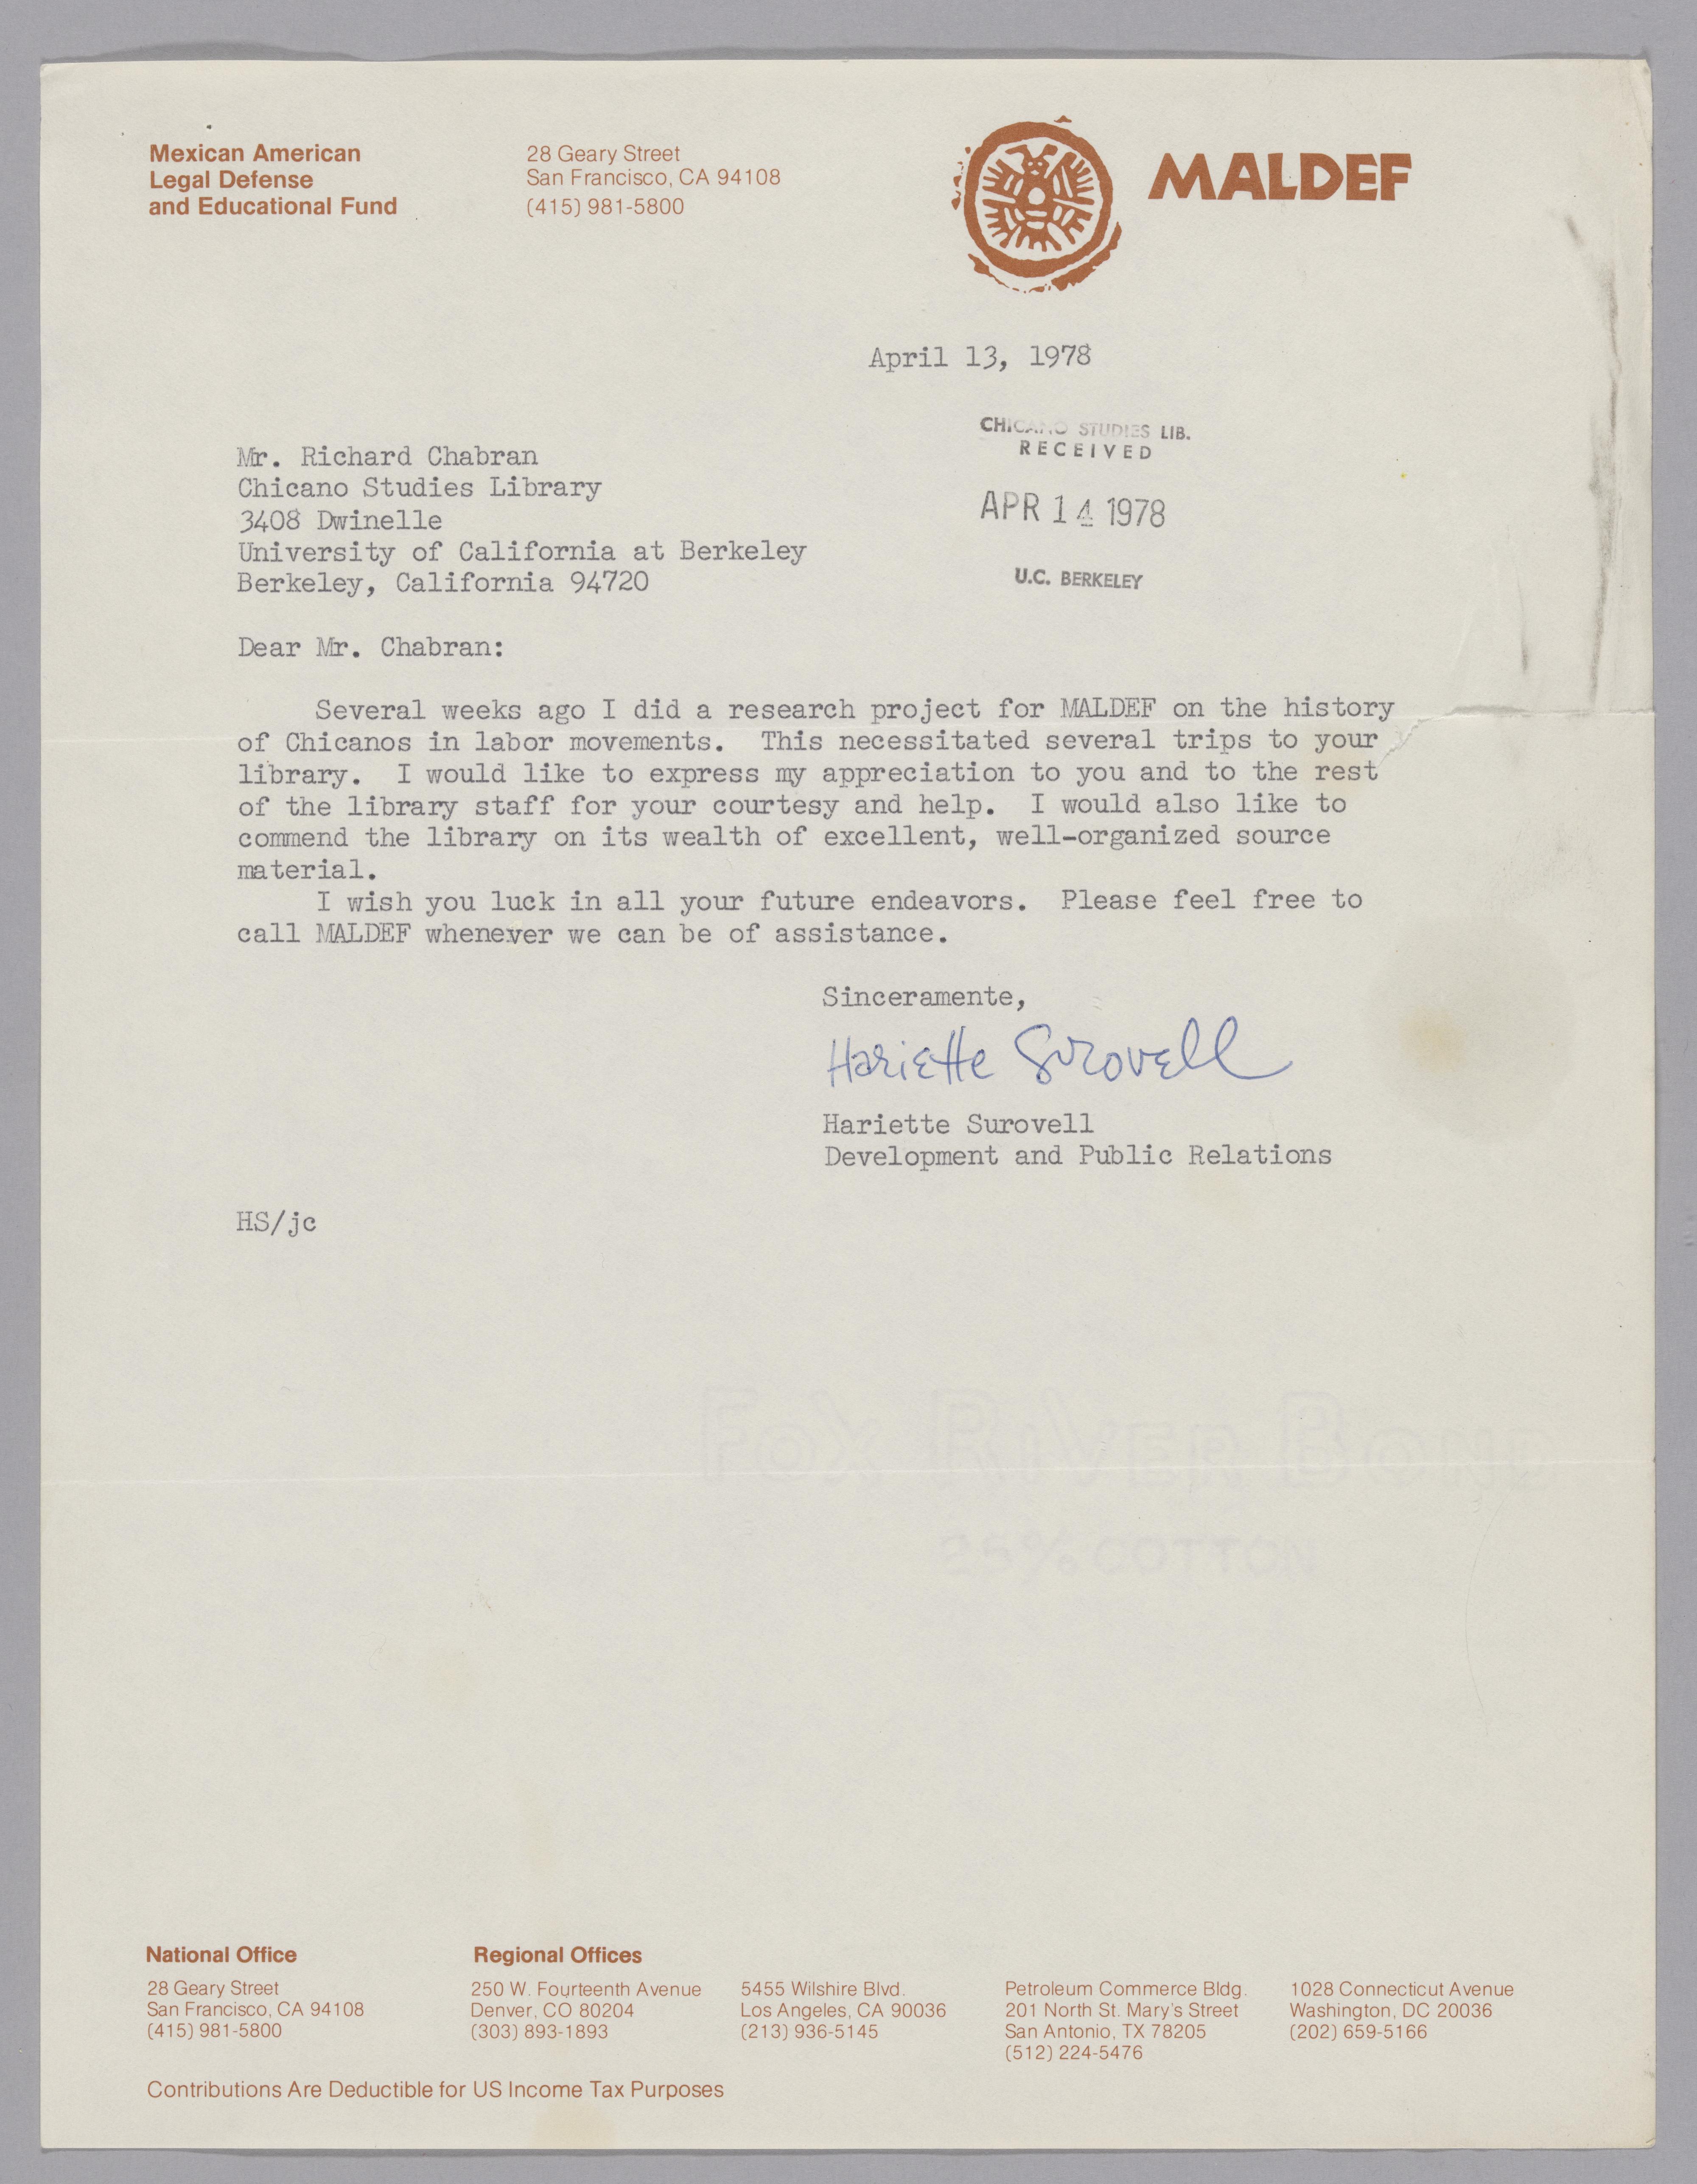 Mexican American
Legal Defense
and Educational Fund
28 Geary Street
San Francisco, CA 94108
(415) 981-5800
MALDEF
April 13, 1978
CHICANO STUDIES LIB.
RECEIVED
APR 14 1978
U.C. BERKELEY
Mr. Richard Chabran
Chicano Studies Library
3408 Dwinelle
University of California at Berkeley
Berkeley, California 94720
Dear Mr. Chabran:
Several weeks ago I did a research project for MALDEF on the history
of Chicanos in labor movements. This necessitated several trips to your
library. I would like to express my appreciation to you and to the rest
of the library staff for your courtesy and help. I would also like to
commend the library on its wealth of excellent, well-organized source
material.
I wish you luck in all your future endeavors. Please feel free to
call MALDEF whenever we can be of assistance.
Sinceramente,
Hariette Surovell
Hariette Surovell
Development and Public Relations
HS/jc
FOX RIVER BOND
25% COTTON
National Office
28 Geary Street
San Francisco, CA 94108
(415) 981-5800
Regional Offices
250 W. Fourteenth Avenue
Denver, CO 80204
(303) 893-1893
5455 Wilshire Blvd.
Los Angeles, CA 90036
(213) 936-5145
Petroleum Commerce Bldg.
201 North St. Mary's Street
San Antonio, TX 78205
(512) 224-5476
1028 Connecticut Avenue
Washington, DC 20036
(202) 659-5166
Contributions Are Deductible for US Income Tax Purposes